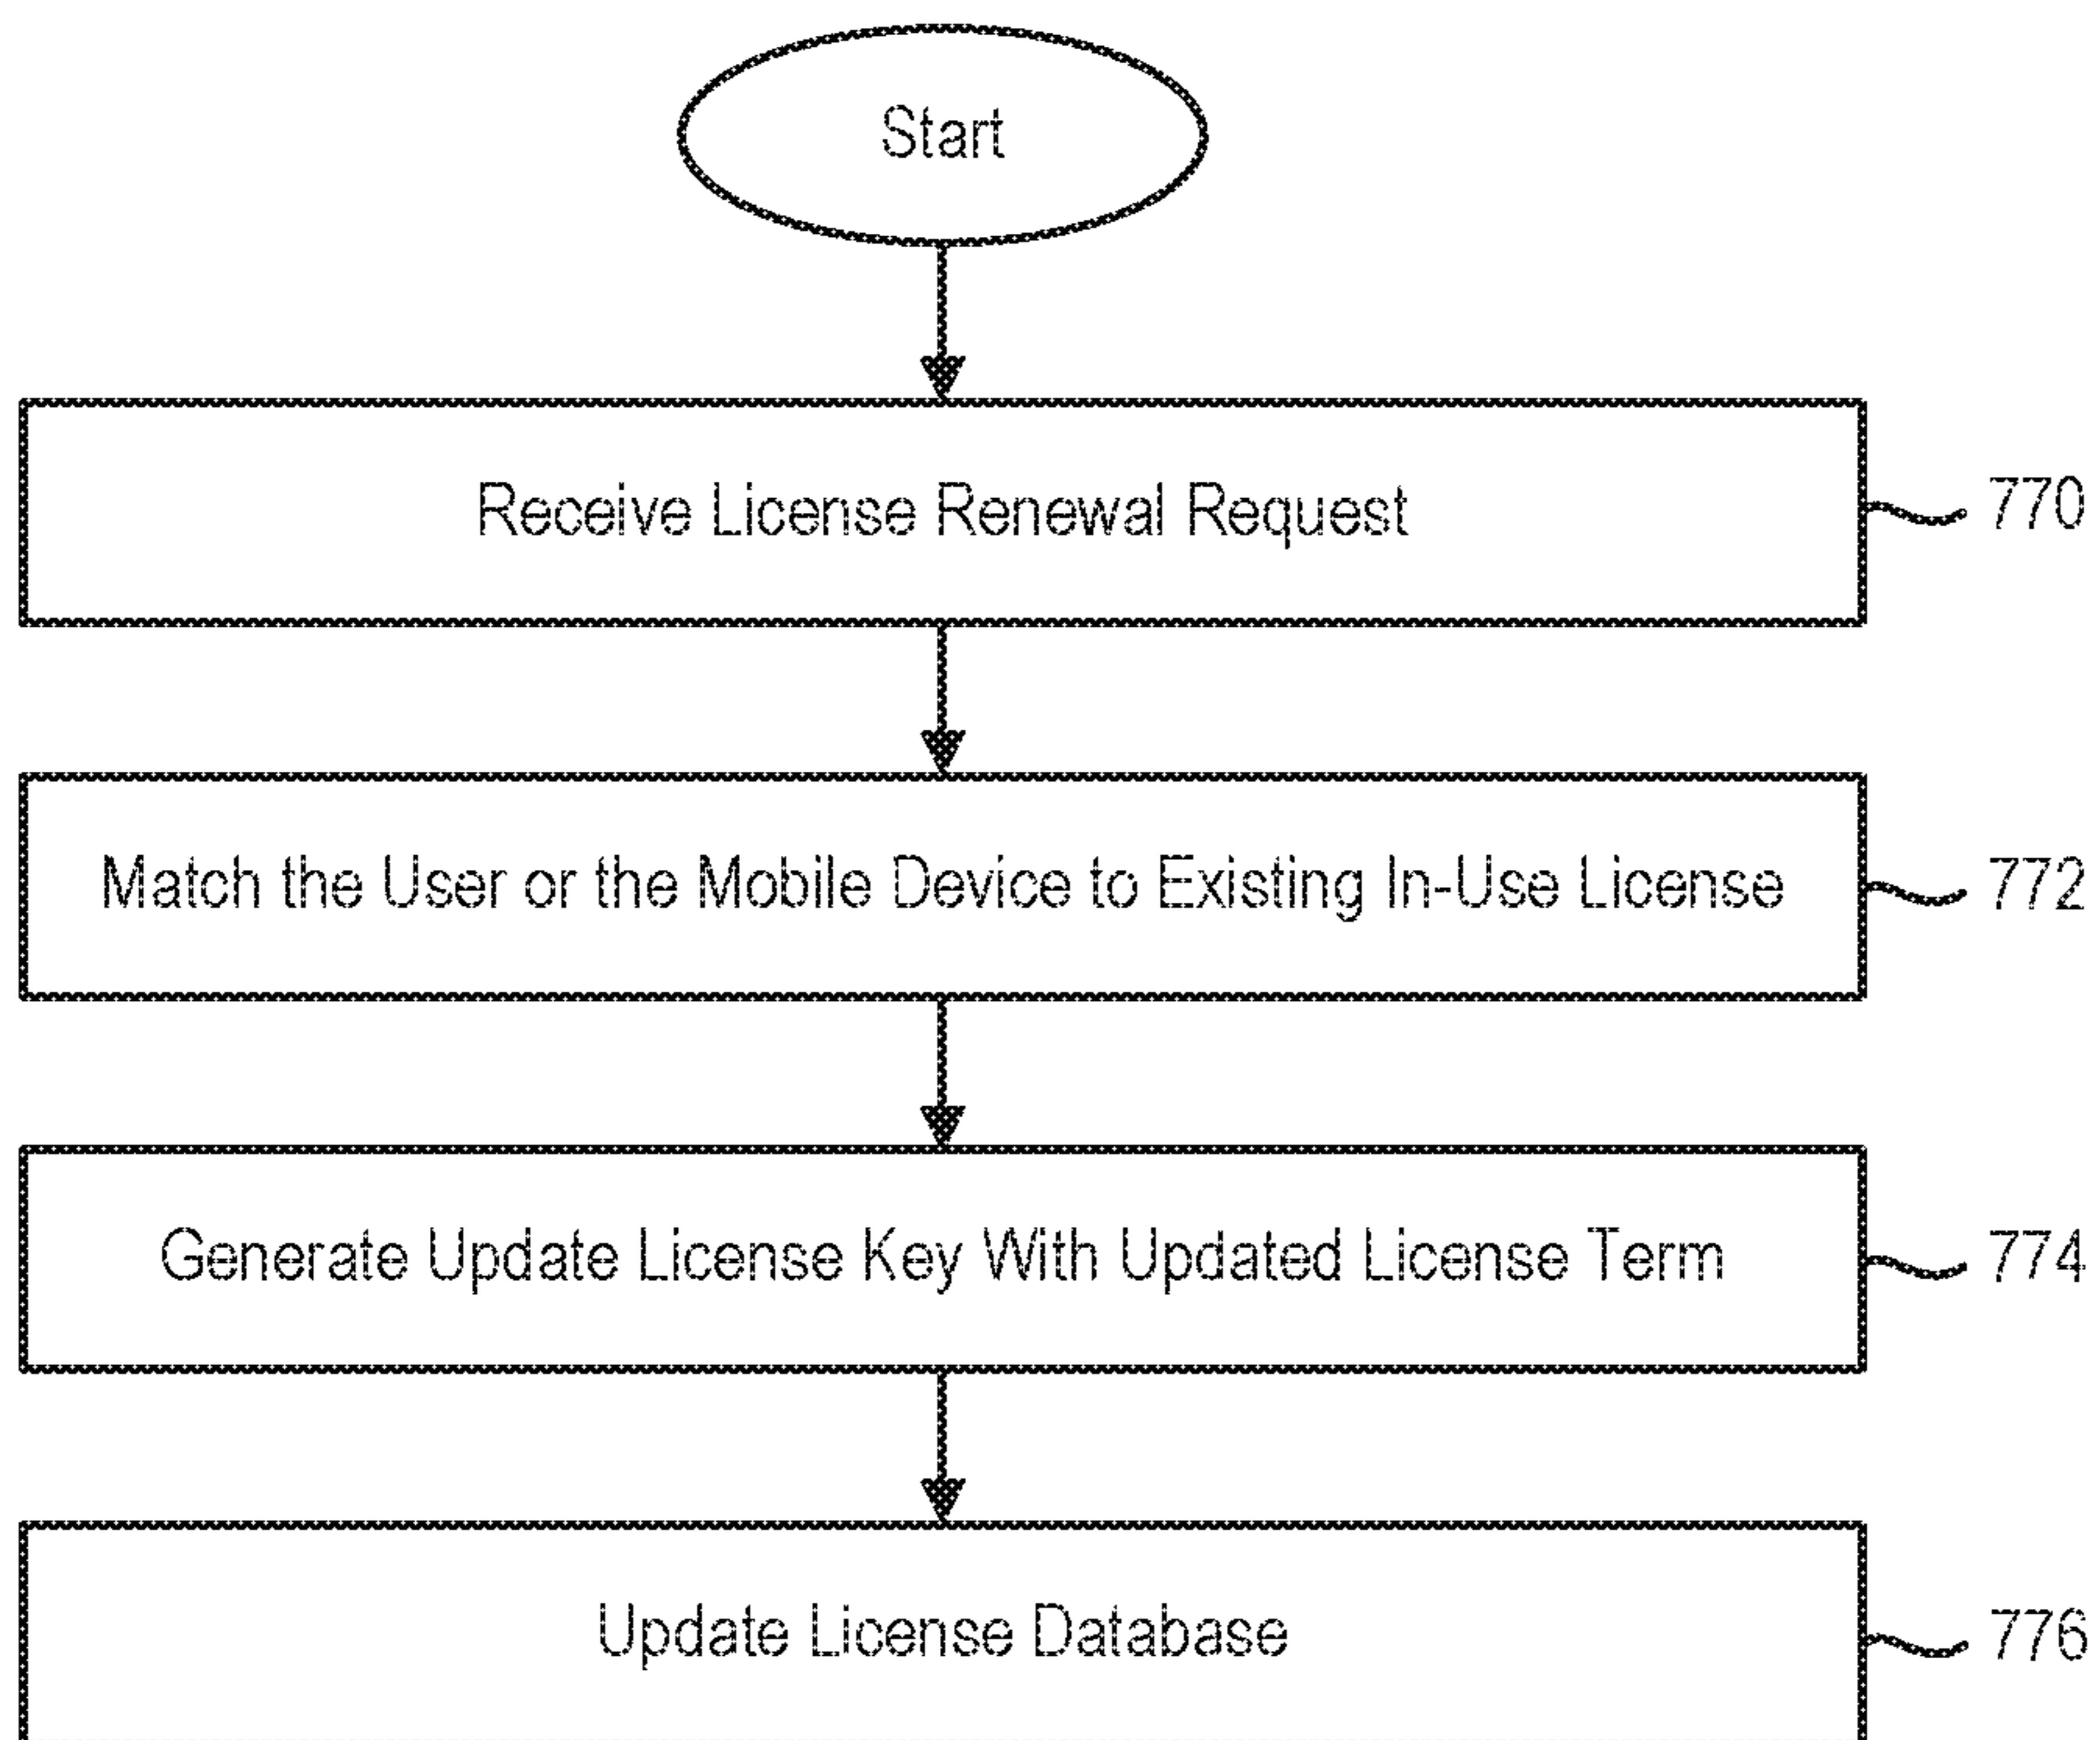 Start
Receive License Renewal Request
770
Match the User or the Mobile Device to Existing In-Use License
772
Generate Update License Key With Updated License Term
774
Update License Database
776